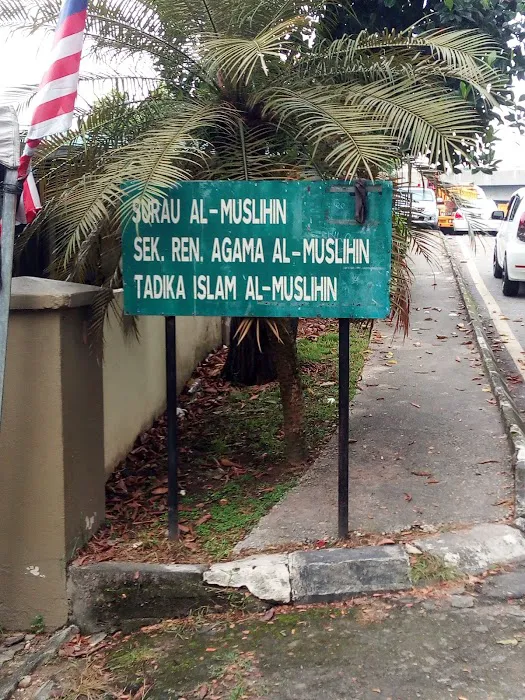 SURAU AL-MUSLIHIN
SEK. REN. AGAMA AL-MUSLIHIN
TADIKA ISLAM AL-MUSLIHIN